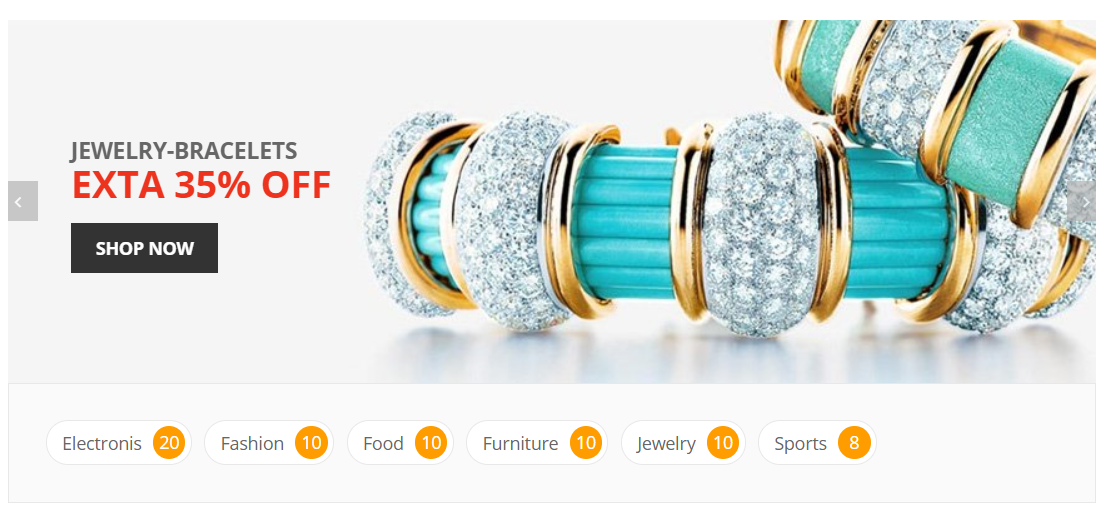 JEWELRY-BRACELETS
EXTA 35% OFF
SHOP NOW
Electronis 20 Fashion 10 Food 10 Furniture 10 Jewelry 10 Sports 8